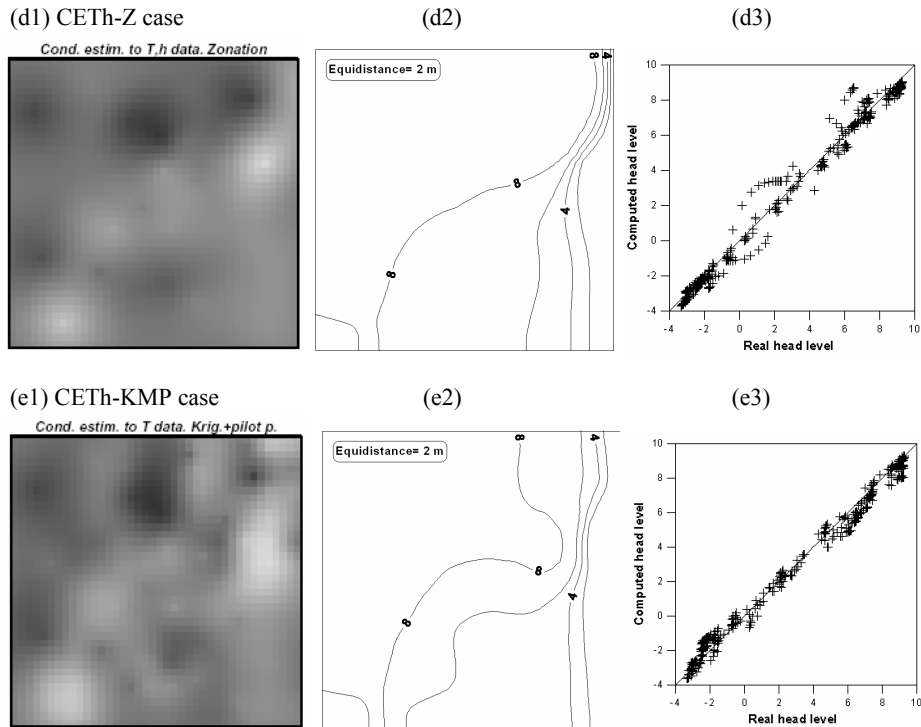 (d1) CETh-Z case
(d2)
(d3)
Cond. estim. to T,h data. Zonation
Equidistance= 2 m
8
4
8
4
8
Computed head level
10
8
6
4
2
0
-2
-4
-4 -2 0 2 4 6 8 10
Real head level
(e1) CETh-KMP case
(e2)
(e3)
Cond. estim. to T data. Krig.+pilot p.
Equidistance= 2 m
8
4
8
4
8
Computed head level
10
8
6
4
2
0
-2
-4
-4 -2 0 2 4 6 8 10
Real head level